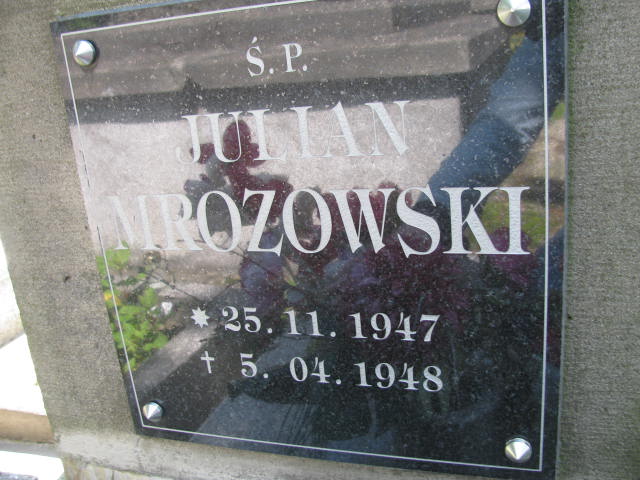 Ś. P.
JULIAN
MROZOWSKI
* 25. 11. 1947
† 5. 04. 1948